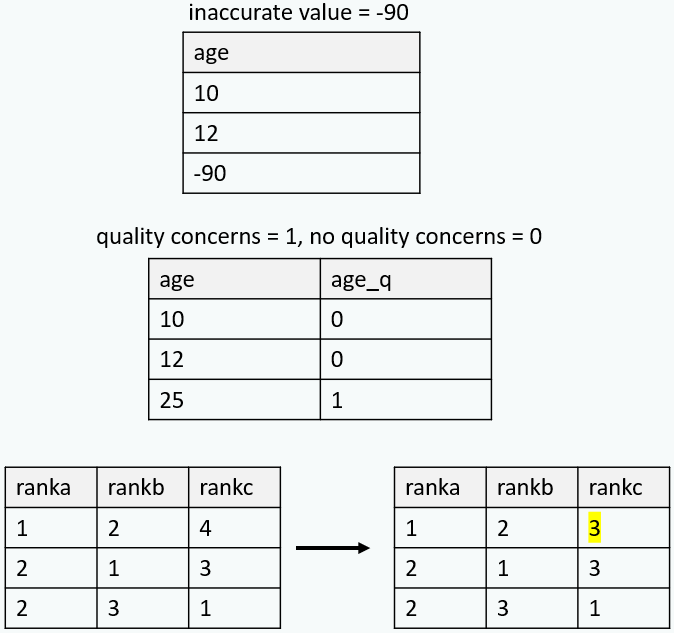 inaccurate value = -90
age
10
12
-90
quality concerns = 1, no quality concerns = 0
age age_q
10 0
12 0
25 1
ranka rankb rankc ranka rankb rankc
1 2 4 1 2 3
2 1 3 2 1 3
2 3 1 2 3 1